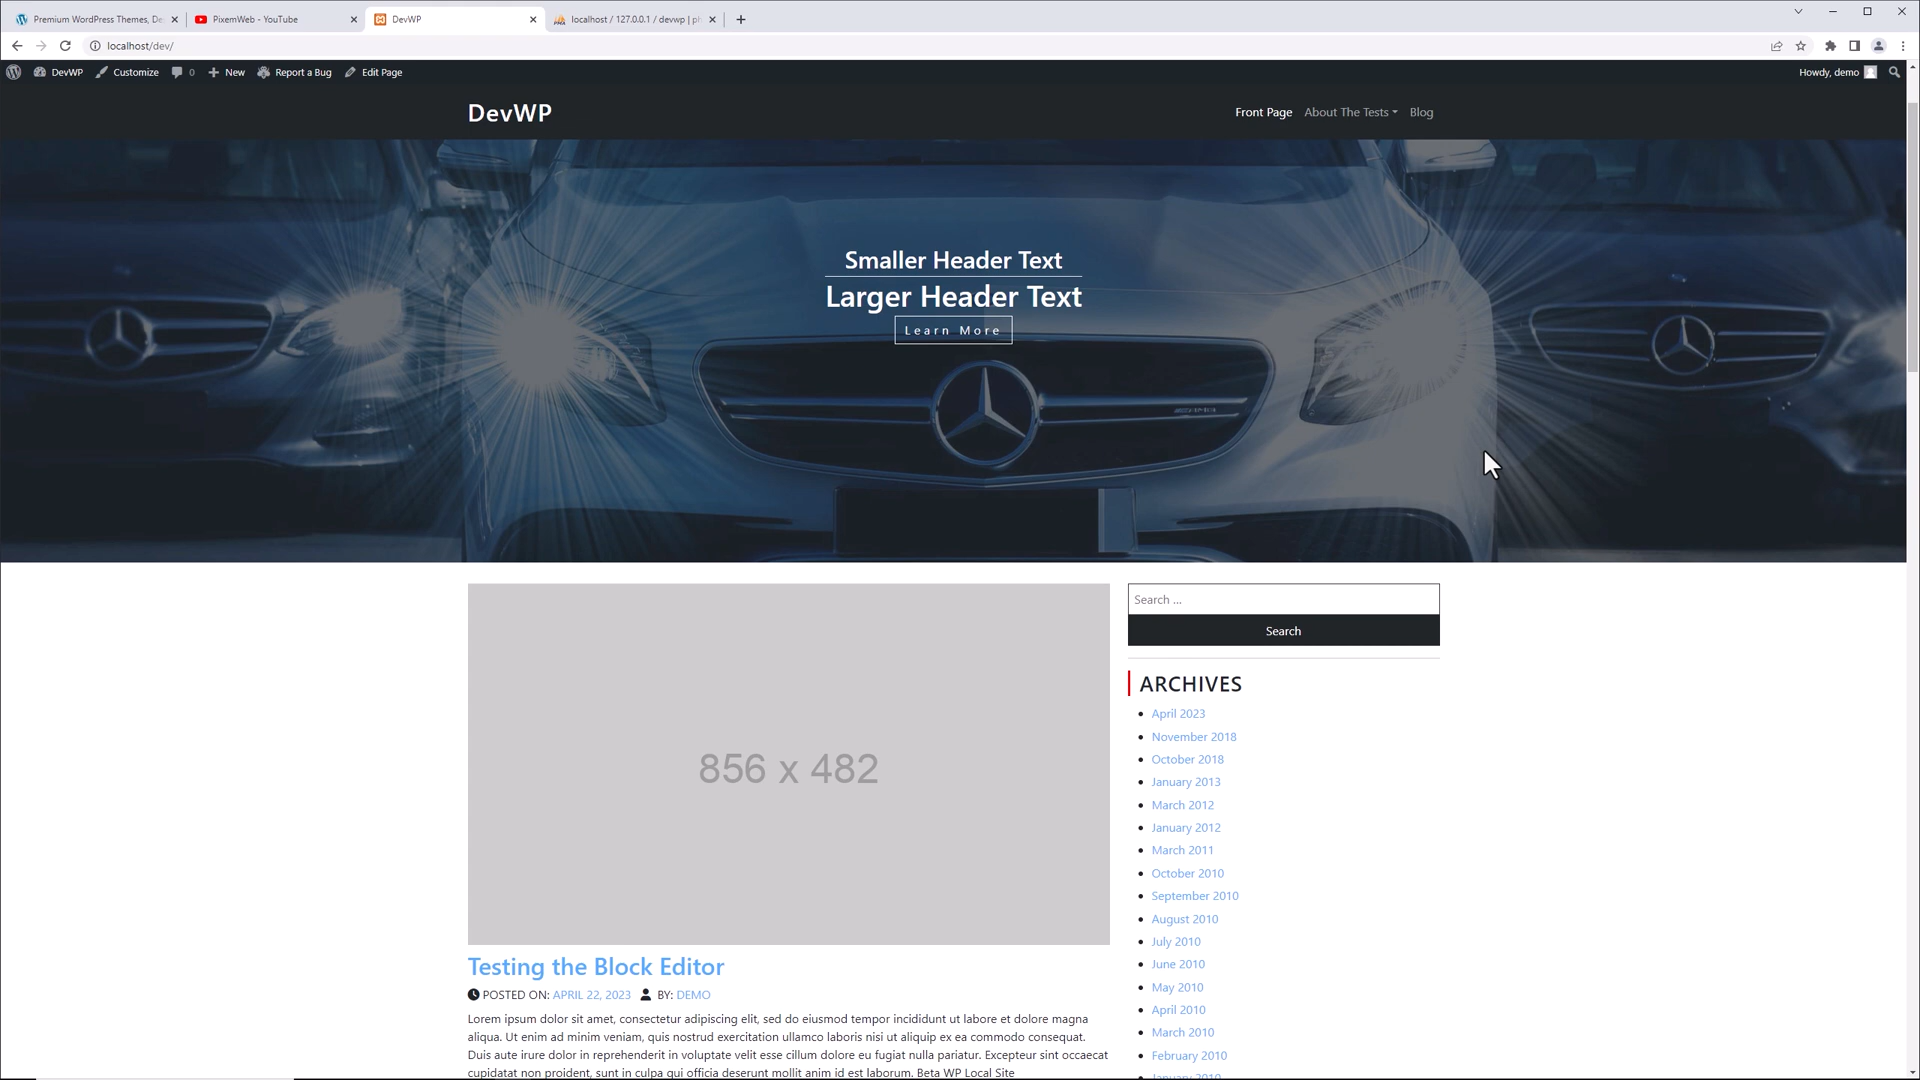 Premium WordPress Themes, De
PixemWeb - YouTube
DevWP
localhost / 127.0.0.1 / devwp | ph
localhost/dev/
DevWP
Customize
0
New
Report a Bug
Edit Page
Howdy, demo
DevWP
Front Page
About The Tests
Blog
Smaller Header Text
Larger Header Text
Learn More
856 x 482
Testing the Block Editor
POSTED ON: APRIL 22, 2023 BY: DEMO
Lorem ipsum dolor sit amet, consectetur adipiscing elit, sed do eiusmod tempor incididunt ut labore et dolore magna
aliqua. Ut enim ad minim veniam, quis nostrud exercitation ullamco laboris nisi ut aliquip ex ea commodo consequat.
Duis aute irure dolor in reprehenderit in voluptate velit esse cillum dolore eu fugiat nulla pariatur. Excepteur sint occaecat
cupidatat non proident, sunt in culpa qui officia deserunt mollit anim id est laborum. Beta WP Local Site
Search ...
Search
ARCHIVES
April 2023
November 2018
October 2018
January 2013
March 2012
January 2012
March 2011
October 2010
September 2010
August 2010
July 2010
June 2010
May 2010
April 2010
March 2010
February 2010
January 2010